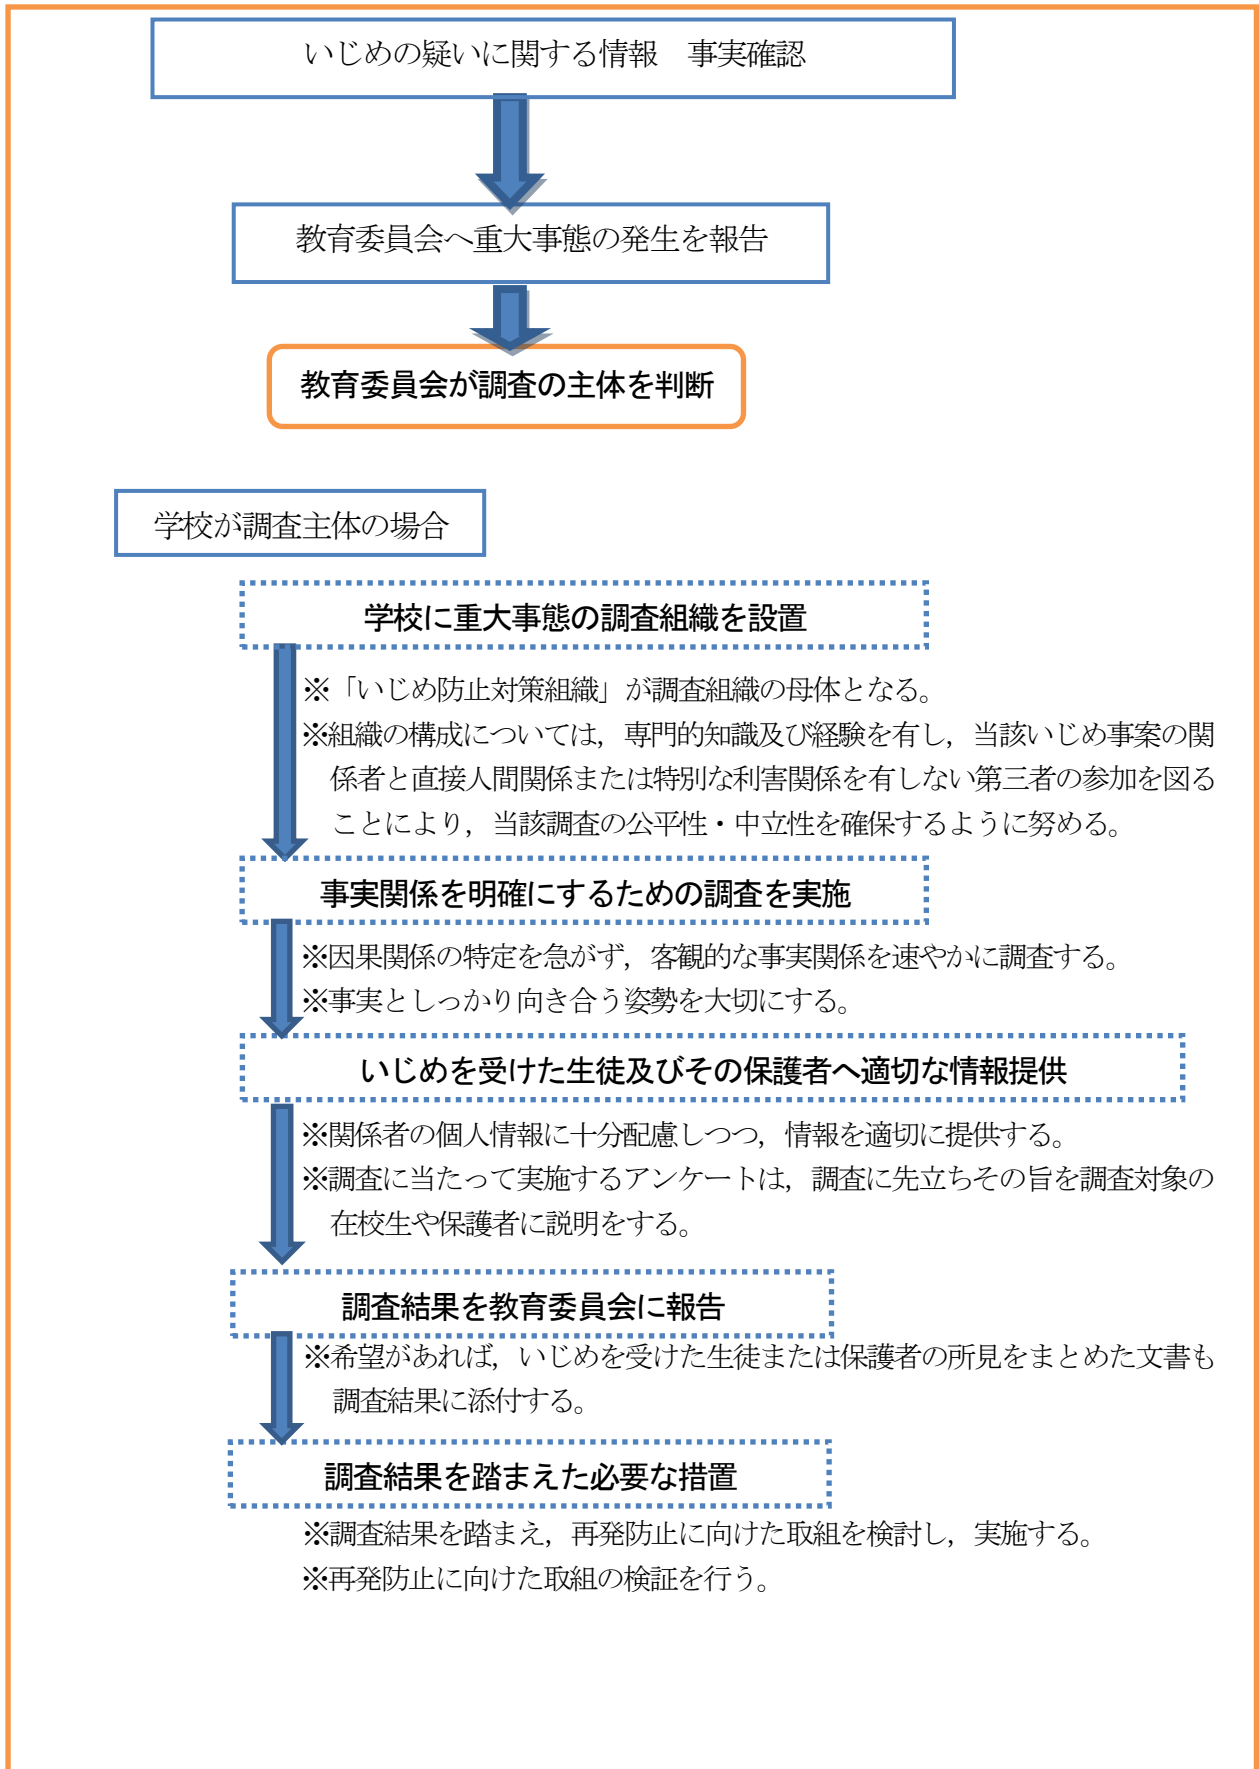 いじめの疑いに関する情報　事実確認
教育委員会へ重大事態の発生を報告
教育委員会が調査の主体を判断
学校が調査主体の場合
学校に重大事態の調査組織を設置
※「いじめ防止対策組織」が調査組織の母体となる。
※組織の構成については，専門的知識及び経験を有し，当該いじめ事案の関
係者と直接人間関係または特別な利害関係を有しない第三者の参加を図る
ことにより，当該調査の公平性・中立性を確保するように努める。
事実関係を明確にするための調査を実施
※因果関係の特定を急がず，客観的な事実関係を速やかに調査する。
※事実としっかり向き合う姿勢を大切にする。
いじめを受けた生徒及びその保護者へ適切な情報提供
※関係者の個人情報に十分配慮しつつ，情報を適切に提供する。
※調査に当たって実施するアンケートは，調査に先立ちその旨を調査対象の
在校生や保護者に説明をする。
調査結果を教育委員会に報告
※希望があれば，いじめを受けた生徒または保護者の所見をまとめた文書も
調査結果に添付する。
調査結果を踏まえた必要な措置
※調査結果を踏まえ，再発防止に向けた取組を検討し，実施する。
※再発防止に向けた取組の検証を行う。